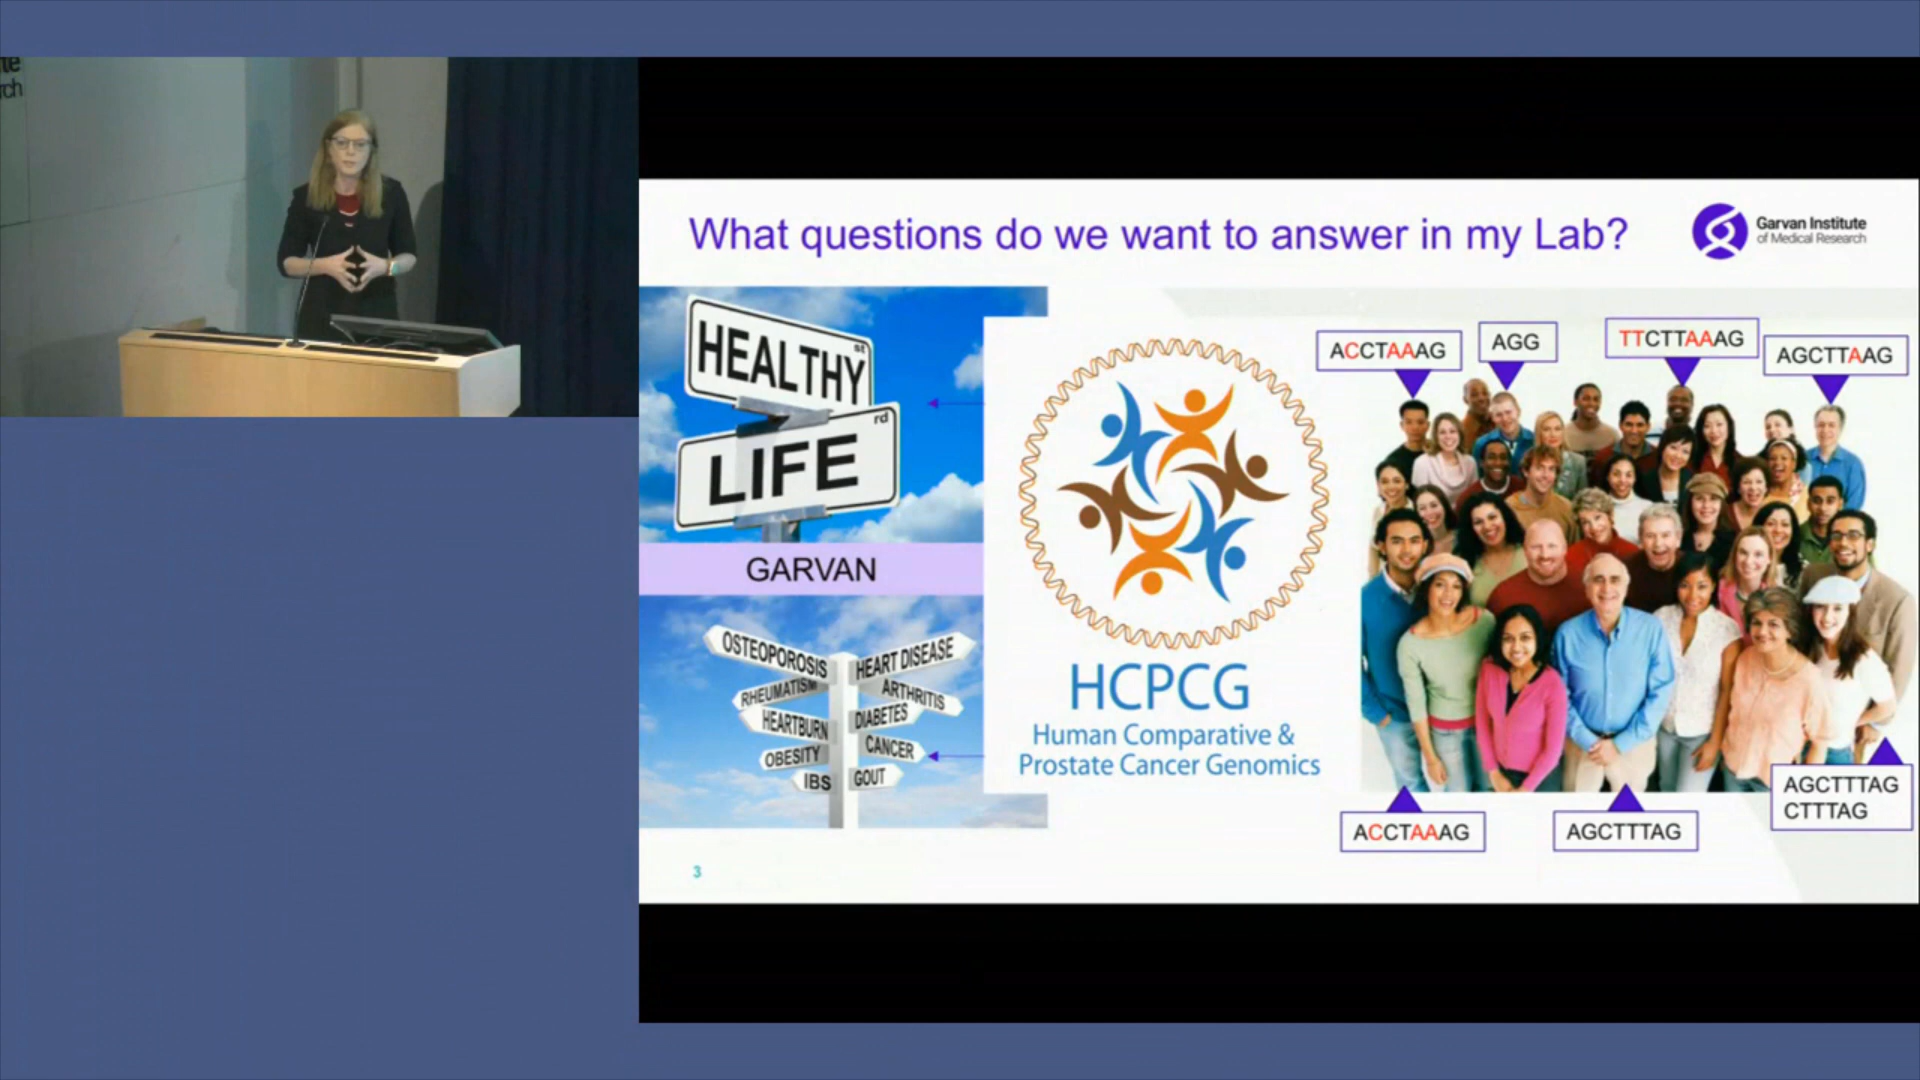 te
rch
What questions do we want to answer in my Lab?
Garvan Institute
of Medical Research
HEALTHY st
LIFE rd
GARVAN
OSTEOPOROSIS
HEART DISEASE
RHEUMATISM
ARTHRITIS
HEARTBURN
DIABETES
OBESITY
CANCER
IBS
GOUT
HCPCG
Human Comparative &
Prostate Cancer Genomics
ACCTAAAG
AGG
TTCTTAAAG
AGCTTAAG
ACCTAAAG
AGCTTTAG
AGCTTTAG
CTTTAG
3